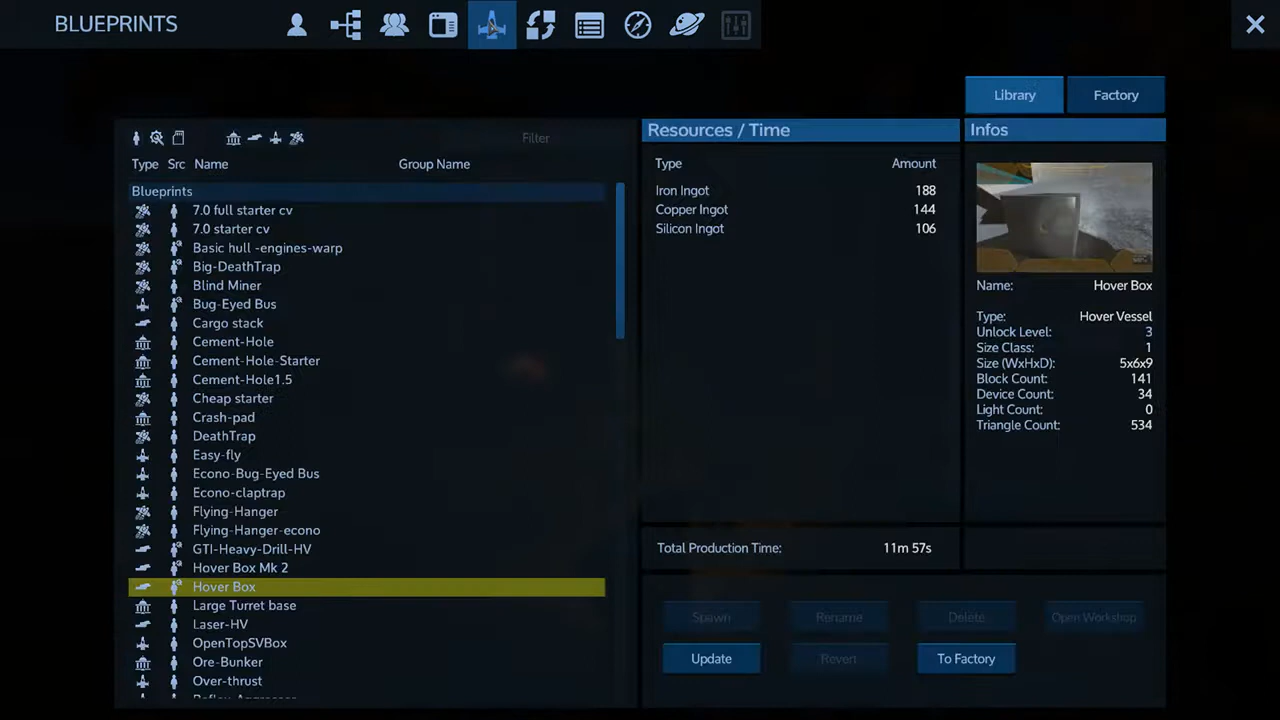 BLUEPRINTS
Library Factory
Filter
Type Src Name Group Name
Blueprints
7.0 full starter cv
7.0 starter cv
Basic hull -engines-warp
Big-DeathTrap
Blind Miner
Bug-Eyed Bus
Cargo stack
Cement-Hole
Cement-Hole-Starter
Cement-Hole1.5
Cheap starter
Crash-pad
DeathTrap
Easy-fly
Econo-Bug-Eyed Bus
Econo-claptrap
Flying-Hanger
Flying-Hanger-econo
GTI-Heavy-Drill-HV
Hover Box Mk 2
Hover Box
Large Turret base
Laser-HV
OpenTopSVBox
Ore-Bunker
Over-thrust
Resources / Time
Type Amount
Iron Ingot 188
Copper Ingot 144
Silicon Ingot 106
Total Production Time: 11m 57s
Spawn Rename Delete Open Workshop
Update Revert To Factory
Infos
Name: Hover Box
Type: Hover Vessel
Unlock Level: 3
Size Class: 1
Size (WxHxD): 5x6x9
Block Count: 141
Device Count: 34
Light Count: 0
Triangle Count: 534